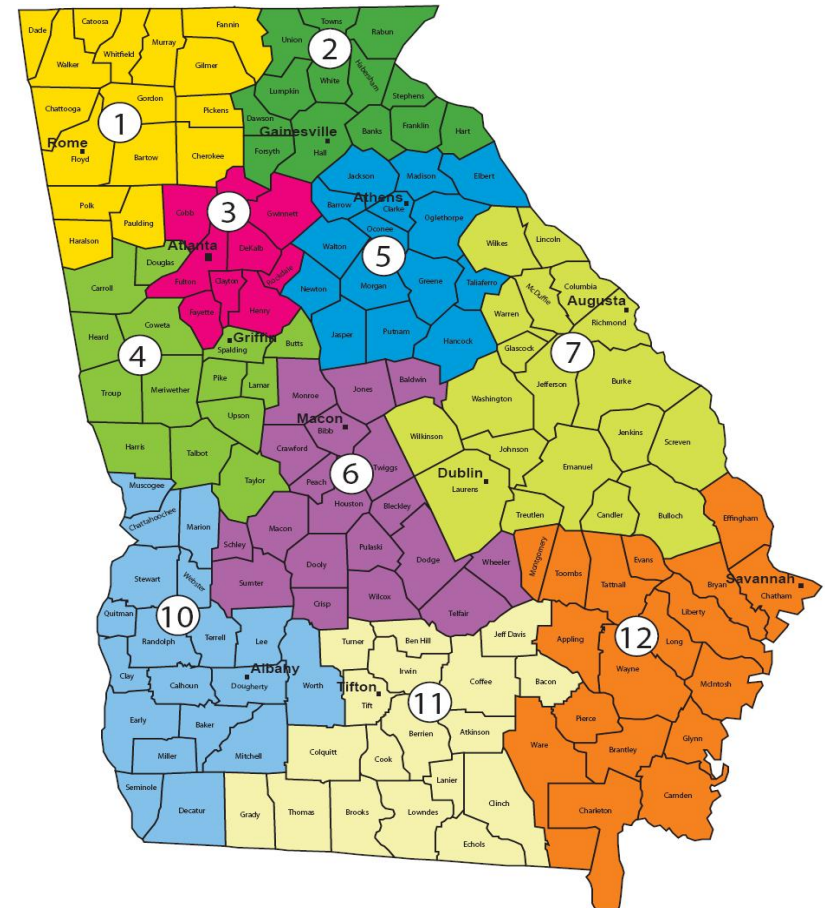 Dade
Catoosa
Walker
Whitfield
Murray
Fannin
Gilmer
Chattooga
Gordon
Pickens
1
Rome
Floyd
Bartow
Cherokee
Polk
Paulding
Haralson
Union
Towns
Rabun
2
White
Habersham
Lumpkin
Stephens
Dawson
Gainesville
Banks
Franklin
Hart
Forsyth
Hall
Cobb
3
Gwinnett
Atlanta
DeKalb
Fulton
Clayton
Rockdale
Fayette
Henry
Jackson
Madison
Elbert
Barrow
Athens
Clarke
Oconee
Oglethorpe
Walton
5
Newton
Morgan
Greene
Taliaferro
Jasper
Putnam
Hancock
Douglas
Carroll
Coweta
Heard
Griffin
Spalding
Butts
4
Troup
Meriwether
Pike
Lamar
Upson
Harris
Talbot
Taylor
Wilkes
Lincoln
McDuffie
Columbia
Augusta
Warren
Richmond
Glascock
7
Jefferson
Burke
Washington
Wilkinson
Johnson
Jenkins
Screven
Emanuel
Dublin
Laurens
Treutlen
Candler
Bulloch
Monroe
Jones
Baldwin
Macon
Bibb
Crawford
Twiggs
Peach
6
Houston
Bleckley
Macon
Schley
Pulaski
Dooly
Dodge
Wheeler
Sumter
Crisp
Wilcox
Telfair
Muscogee
Chattahoochee
Marion
Stewart
Webster
Quitman
10
Randolph
Terrell
Lee
Albany
Clay
Calhoun
Dougherty
Worth
Early
Baker
Miller
Mitchell
Seminole
Decatur
Turner
Ben Hill
Jeff Davis
Irwin
Tifton
Tift
Coffee
Bacon
11
Berrien
Atkinson
Colquitt
Cook
Lanier
Clinch
Grady
Thomas
Brooks
Lowndes
Echols
Effingham
Montgomery
Toombs
Evans
Tattnall
Bryan
Savannah
Chatham
Liberty
Appling
12
Long
Wayne
McIntosh
Pierce
Ware
Brantley
Glynn
Charleton
Camden